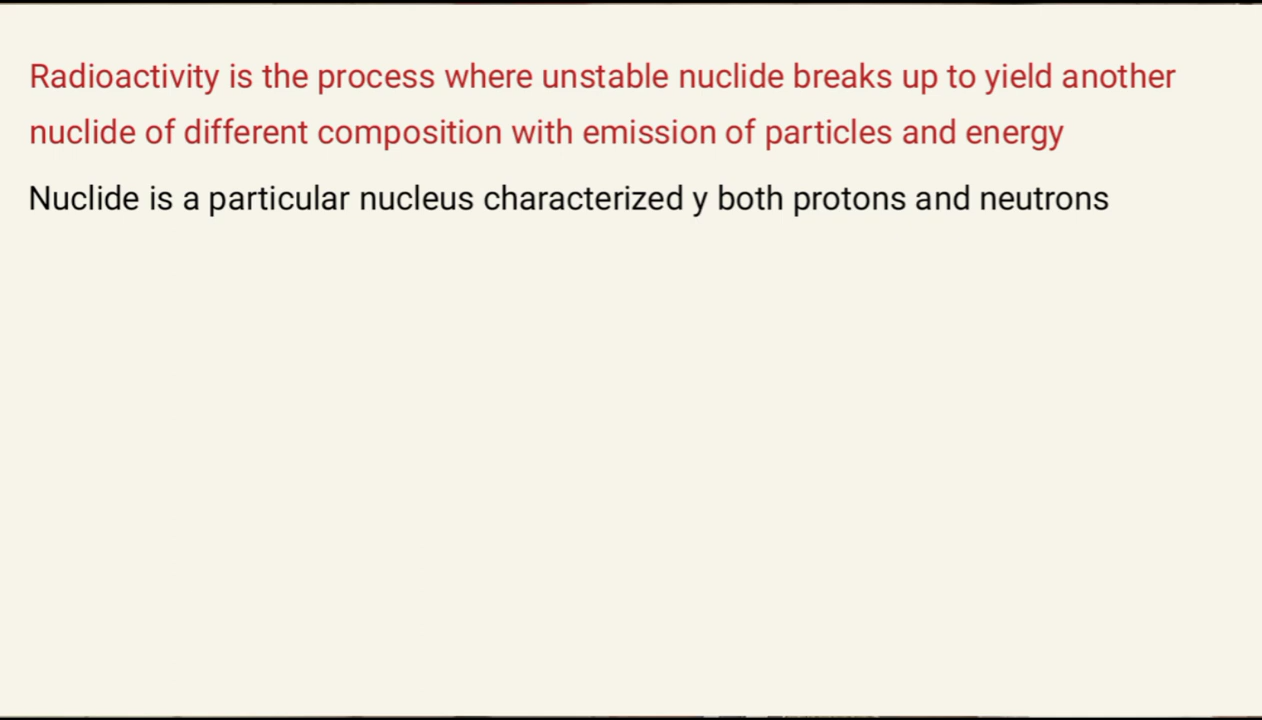 Radioactivity is the process where unstable nuclide breaks up to yield another
nuclide of different composition with emission of particles and energy
Nuclide is a particular nucleus characterized y both protons and neutrons